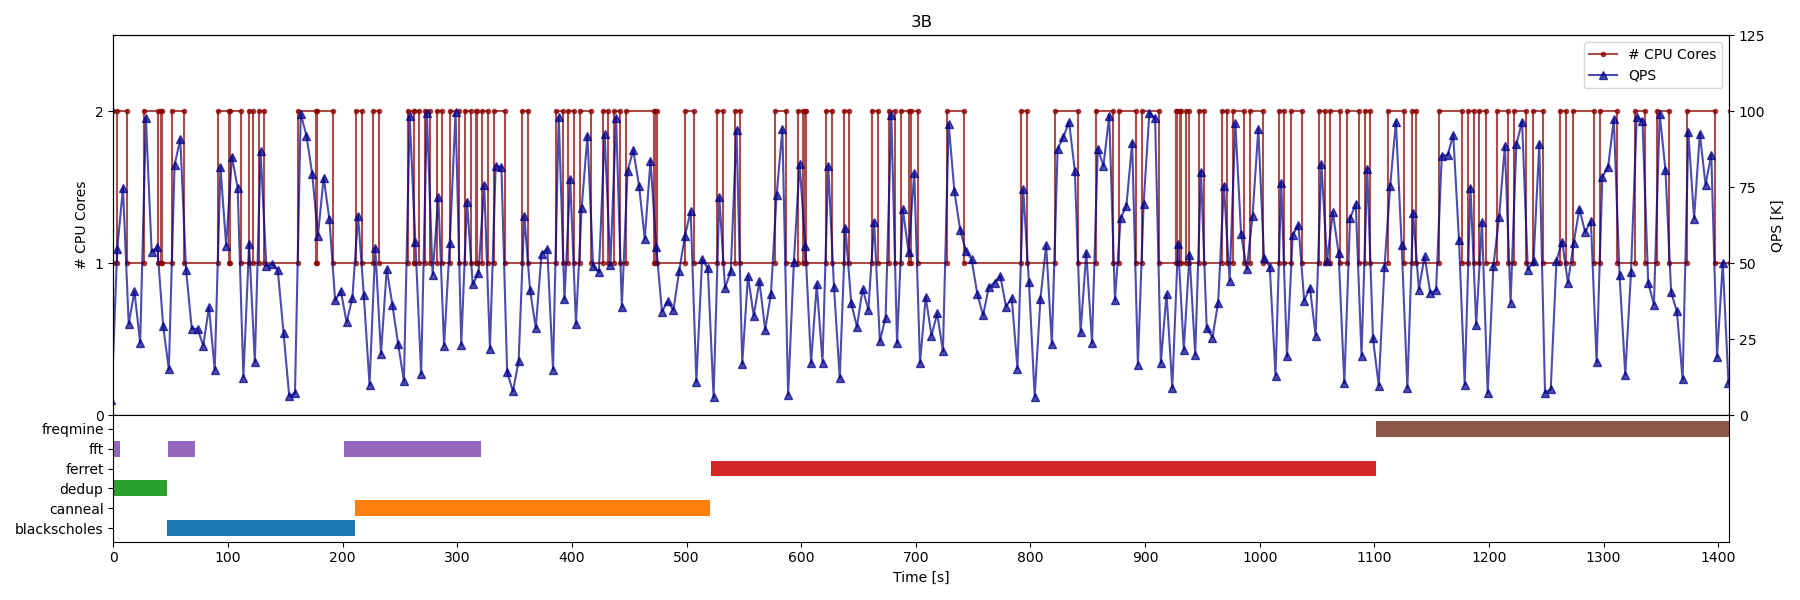 3B
# CPU Cores
QPS
# CPU Cores
2
1
0
QPS [K]
125
100
75
50
25
0
freqmine
fft
ferret
dedup
canneal
blackscholes
0 100 200 300 400 500 600 700 800 900 1000 1100 1200 1300 1400
Time [s]